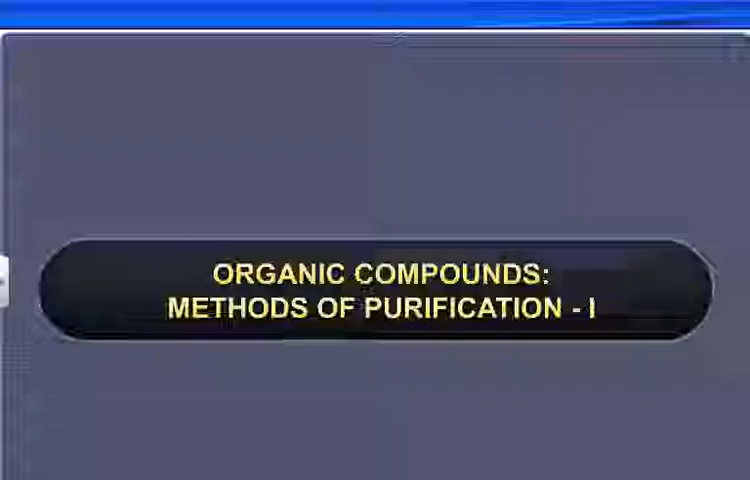 ORGANIC COMPOUNDS:
METHODS OF PURIFICATION - I